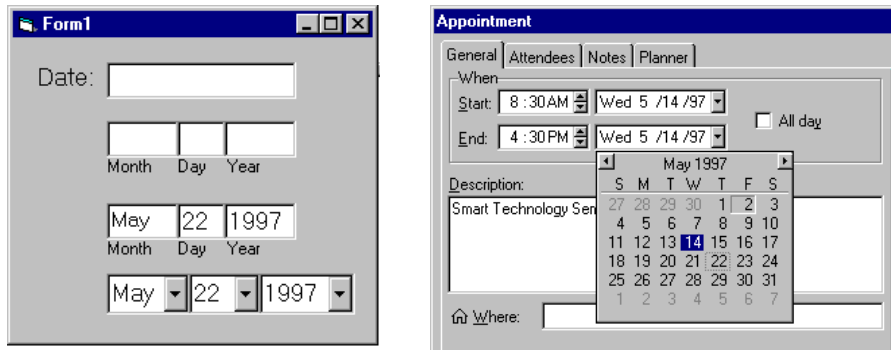 Form1
Date:
Month Day Year
May 22 1997
Month Day Year
May 22 1997
Appointment
General Attendees Notes Planner
When
Start: 8 :30AM Wed 5 /14 /97
All day
End: 4 :30PM Wed 5 /14 /97
May 1997
S M T W T F S
27 28 29 30 1 2 3
4 5 6 7 8 9 10
11 12 13 14 15 16 17
18 19 20 21 22 23 24
25 26 27 28 29 30 31
1 2 3 4 5 6 7
Description:
Smart Technology Sen
Where: